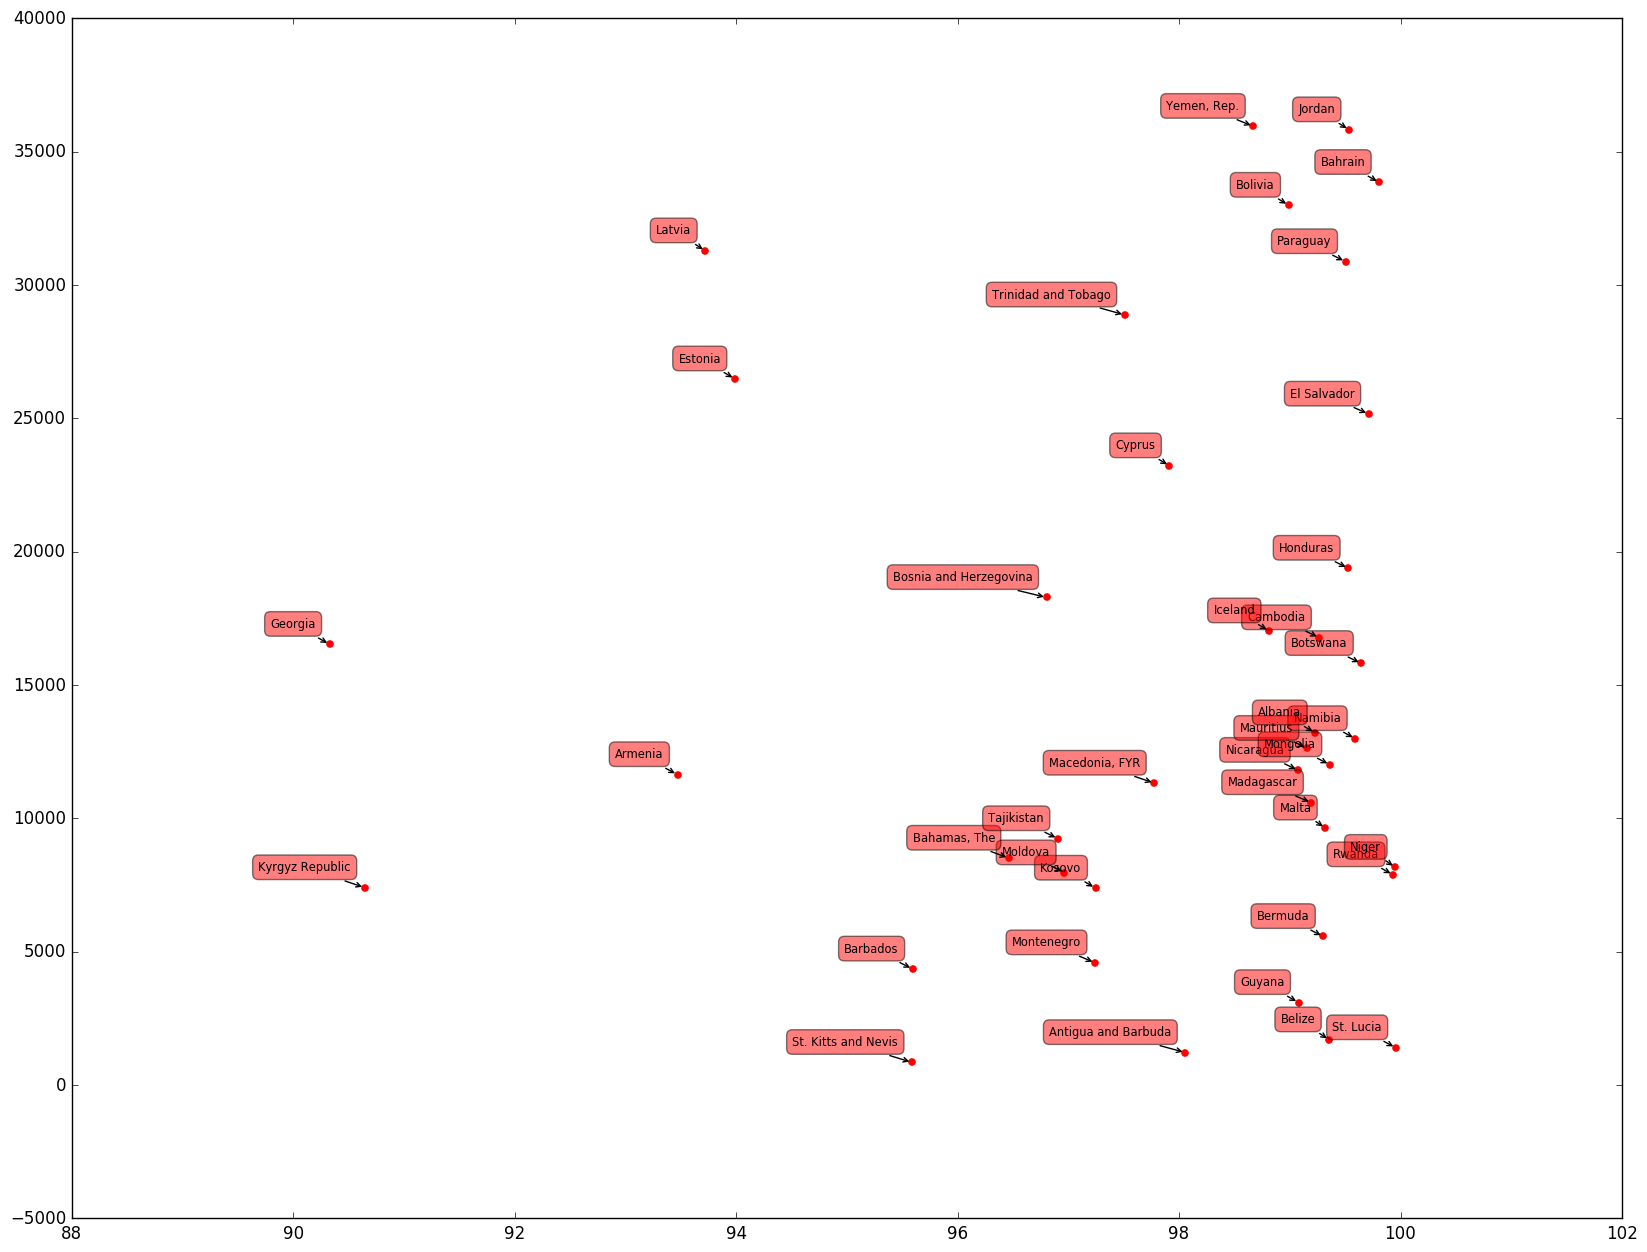 40000
Yemen, Rep.
Jordan
35000
Bahrain
Bolivia
Latvia
Paraguay
30000
Trinidad and Tobago
Estonia
El Salvador
25000
Cyprus
20000
Honduras
Bosnia and Herzegovina
Iceland
Cambodia
Georgia
Botswana
15000
Albania
Namibia
Mauritius
Mongolia
Nicaragua
Armenia
Macedonia, FYR
Madagascar
10000
Malta
Tajikistan
Bahamas, The
Niger
Moldova
Rwanda
Kosovo
Kyrgyz Republic
Bermuda
5000
Montenegro
Barbados
Guyana
Belize
St. Lucia
Antigua and Barbuda
St. Kitts and Nevis
0
−5000
88 90 92 94 96 98 100 102